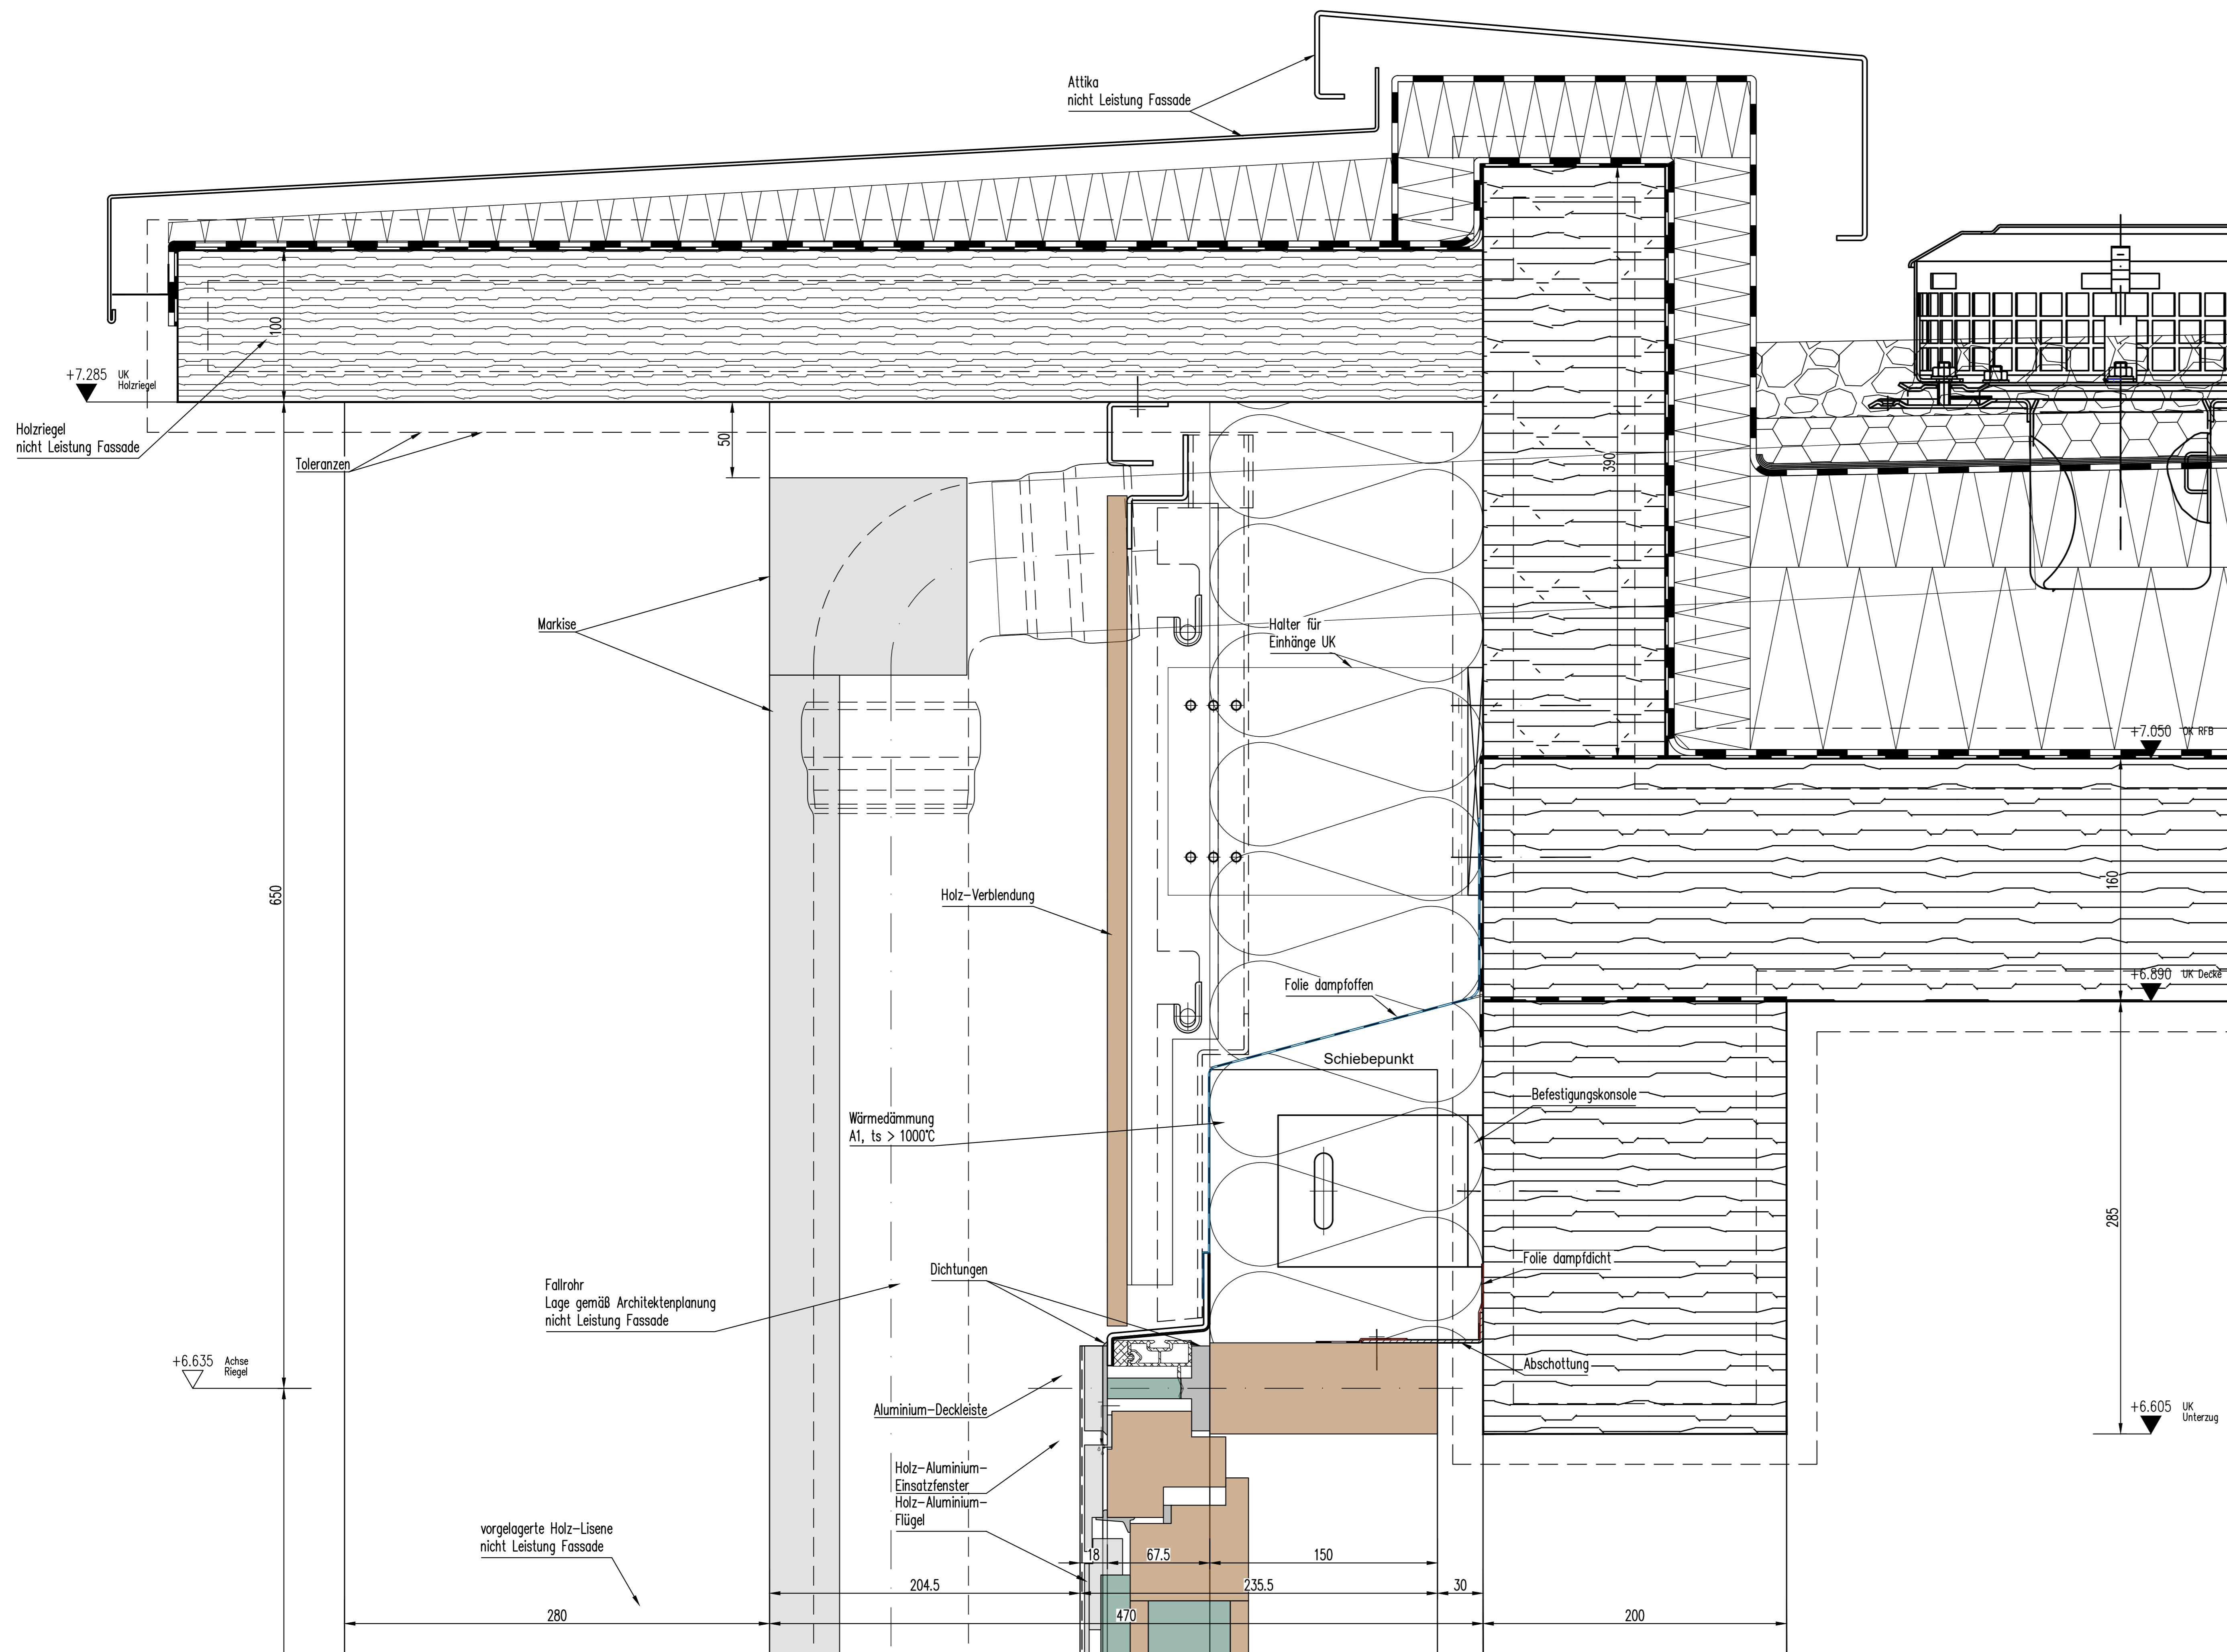 Attika
nicht Leistung Fassade
100
+7.285 UK
Holzriegel
Holzriegel
nicht Leistung Fassade
Toleranzen
50
390
Markise
Halter für
Einhänge UK
+7.050 OK RFB
650
160
Holz-Verblendung
Folie dampfoffen
+6.890 UK Decke
Schiebepunkt
Befestigungskonsole
Wärmedämmung
A1, ts > 1000°C
285
Folie dampfdicht
Dichtungen
Fallrohr
Lage gemäß Architektenplanung
nicht Leistung Fassade
+6.635 Achse
Riegel
Abschottung
Aluminium-Deckleiste
+6.605 UK
Unterzug
Holz-Aluminium-
Einsatzfenster
Holz-Aluminium-
Flügel
vorgelagerte Holz-Lisene
nicht Leistung Fassade
18 67.5 150
204.5 235.5 30
280 470 200